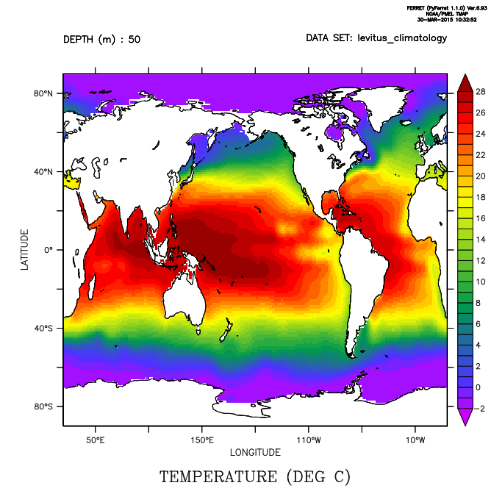 FERRET (PyFerret 1.1.0) Ver.6.93
NOAA/PMEL TMAP
30-MAR-2015 10:32:52
DEPTH (m) : 50
DATA SET: levitus_climatology
80°N
40°N
0°
40°S
80°S
LATITUDE
50°E
150°E
110°W
10°W
LONGITUDE
28
26
24
22
20
18
16
14
12
10
8
6
4
2
0
-2
TEMPERATURE (DEG C)